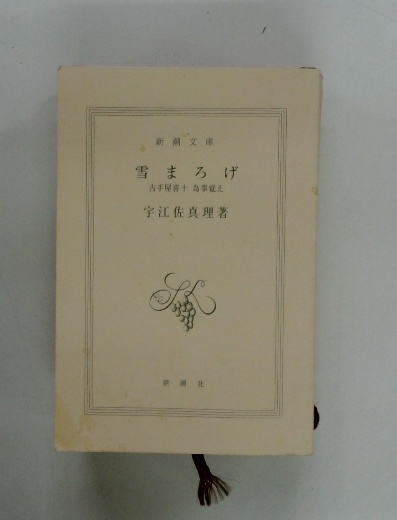 新潮文庫
雪まろげ
古手屋喜十 為事覚え
宇江佐真理著
新潮社